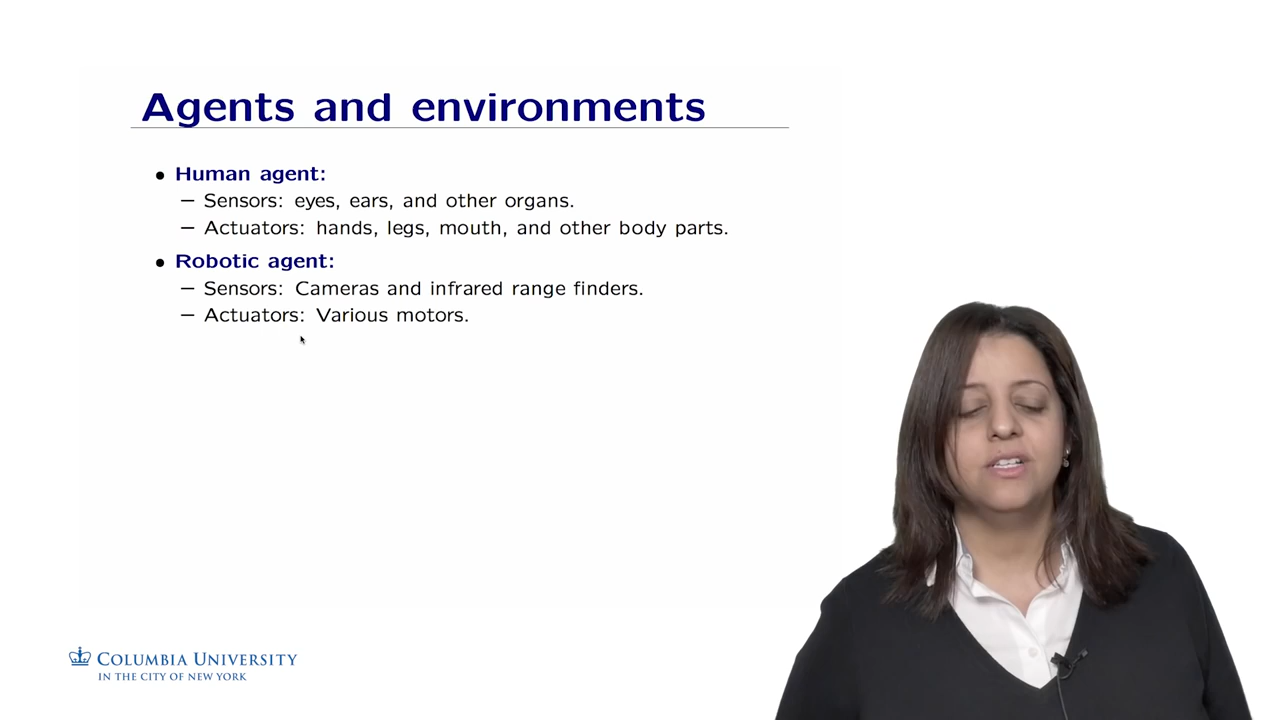 Agents and environments
• Human agent:
– Sensors: eyes, ears, and other organs.
– Actuators: hands, legs, mouth, and other body parts.
• Robotic agent:
– Sensors: Cameras and infrared range finders.
– Actuators: Various motors.
COLUMBIA UNIVERSITY
IN THE CITY OF NEW YORK